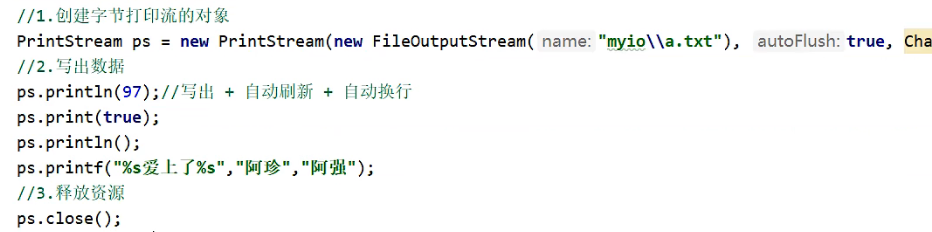 //1.创建字节打印流的对象
PrintStream ps = new PrintStream(new FileOutputStream( name: "myio\\a.txt"), autoFlush: true, Cha
//2.写出数据
ps.println(97);//写出 + 自动刷新 + 自动换行
ps.print(true);
ps.println();
ps.printf("%s爱上了%s","阿珍","阿强");
//3.释放资源
ps.close();